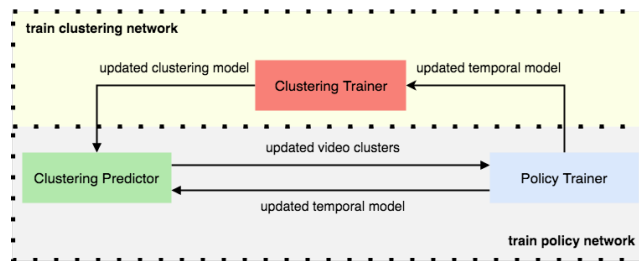 train clustering network
updated clustering model
updated temporal model
Clustering Trainer
updated video clusters
Clustering Predictor
Policy Trainer
updated temporal model
train policy network